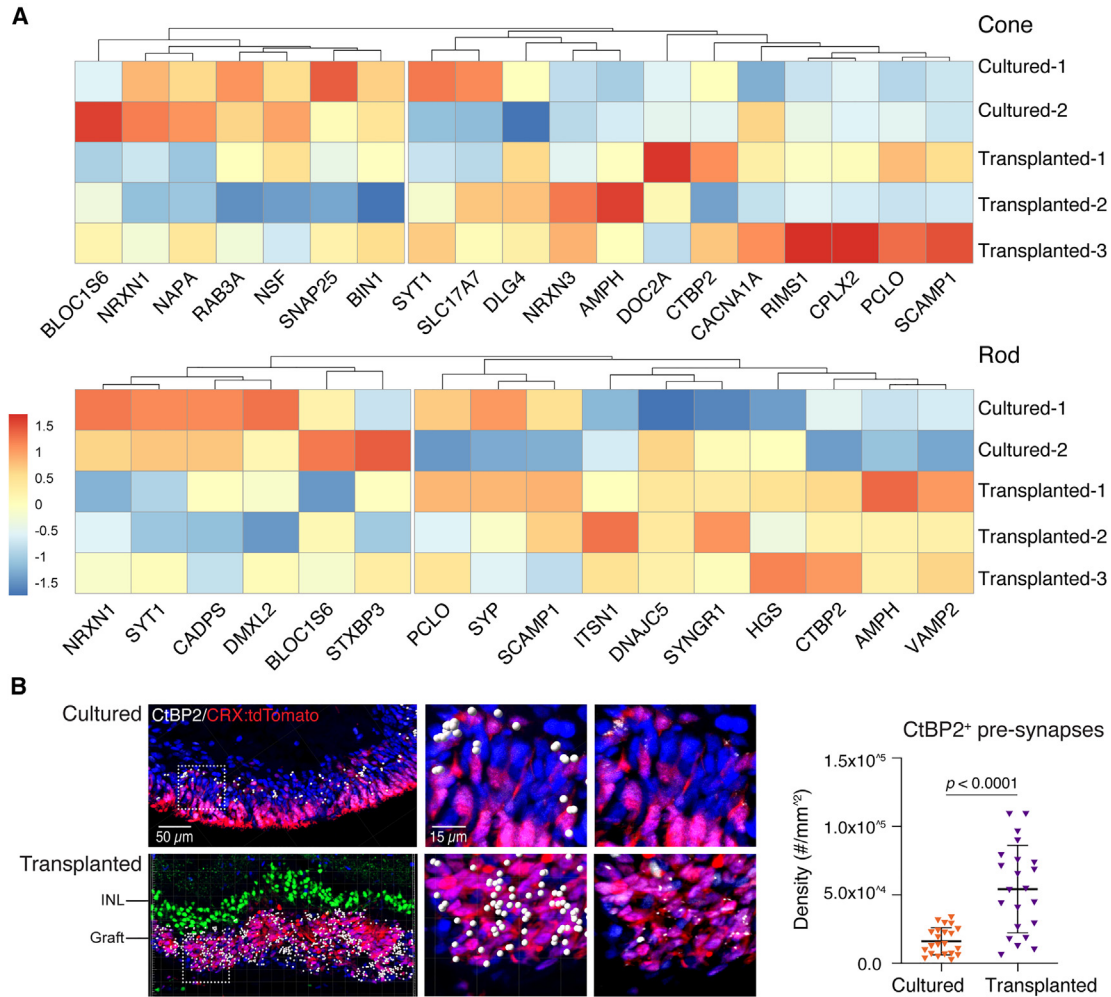 A
Cone
Cultured-1
Cultured-2
Transplanted-1
Transplanted-2
Transplanted-3
BLOC1S6 NRXN1 NAPA RAB3A NSF SNAP25 BIN1 SYT1 SLC17A7 DLG4 NRXN3 AMPH DOC2A CTBP2 CACNA1A RIMS1 CPLX2 PCLO SCAMP1
Rod
Cultured-1
Cultured-2
Transplanted-1
Transplanted-2
Transplanted-3
1.5
1
0.5
0
-0.5
-1
-1.5
NRXN1 SYT1 CADPS DMXL2 BLOC1S6 STXBP3 PCLO SYP SCAMP1 ITSN1 DNAJC5 SYNGR1 HGS CTBP2 AMPH VAMP2
B
Cultured
CtBP2/CRX:tdTomato
50 µm
15 µm
Transplanted
INL
Graft
CtBP2⁺ pre-synapses
Density (#/mm^²)
1.5x10^⁵
1.0x10^⁵
5.0x10^⁴
0.0
p < 0.0001
Cultured Transplanted